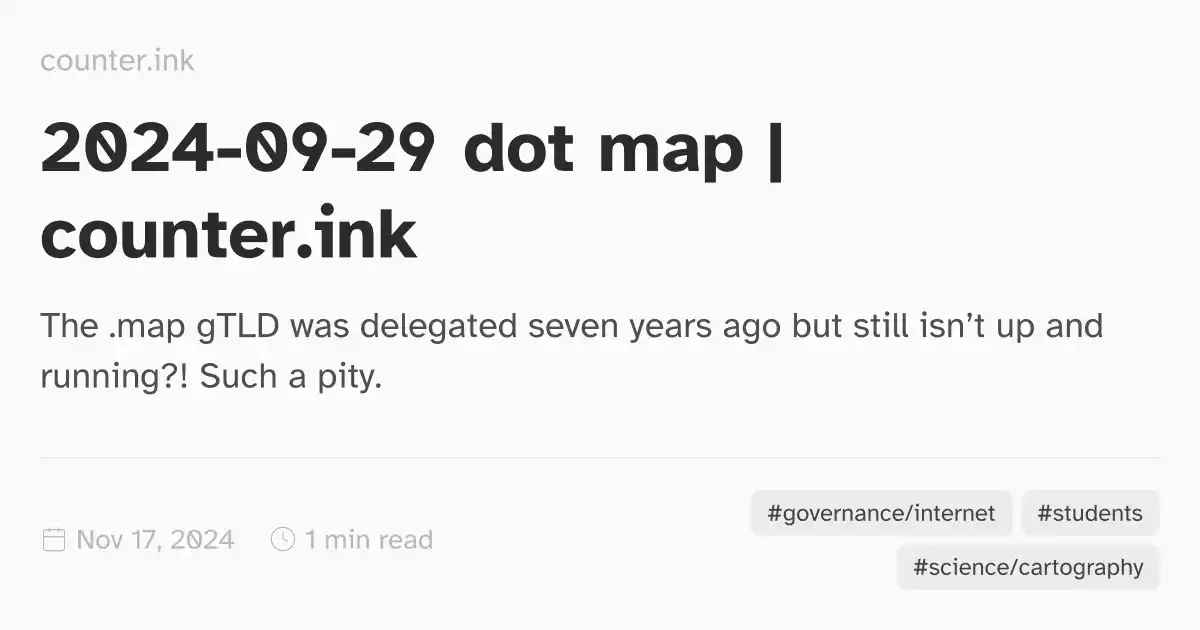 counter.ink
2024-09-29 dot map |
counter.ink
The .map gTLD was delegated seven years ago but still isn’t up and
running?! Such a pity.
Nov 17, 2024
1 min read
#governance/internet
#students
#science/cartography